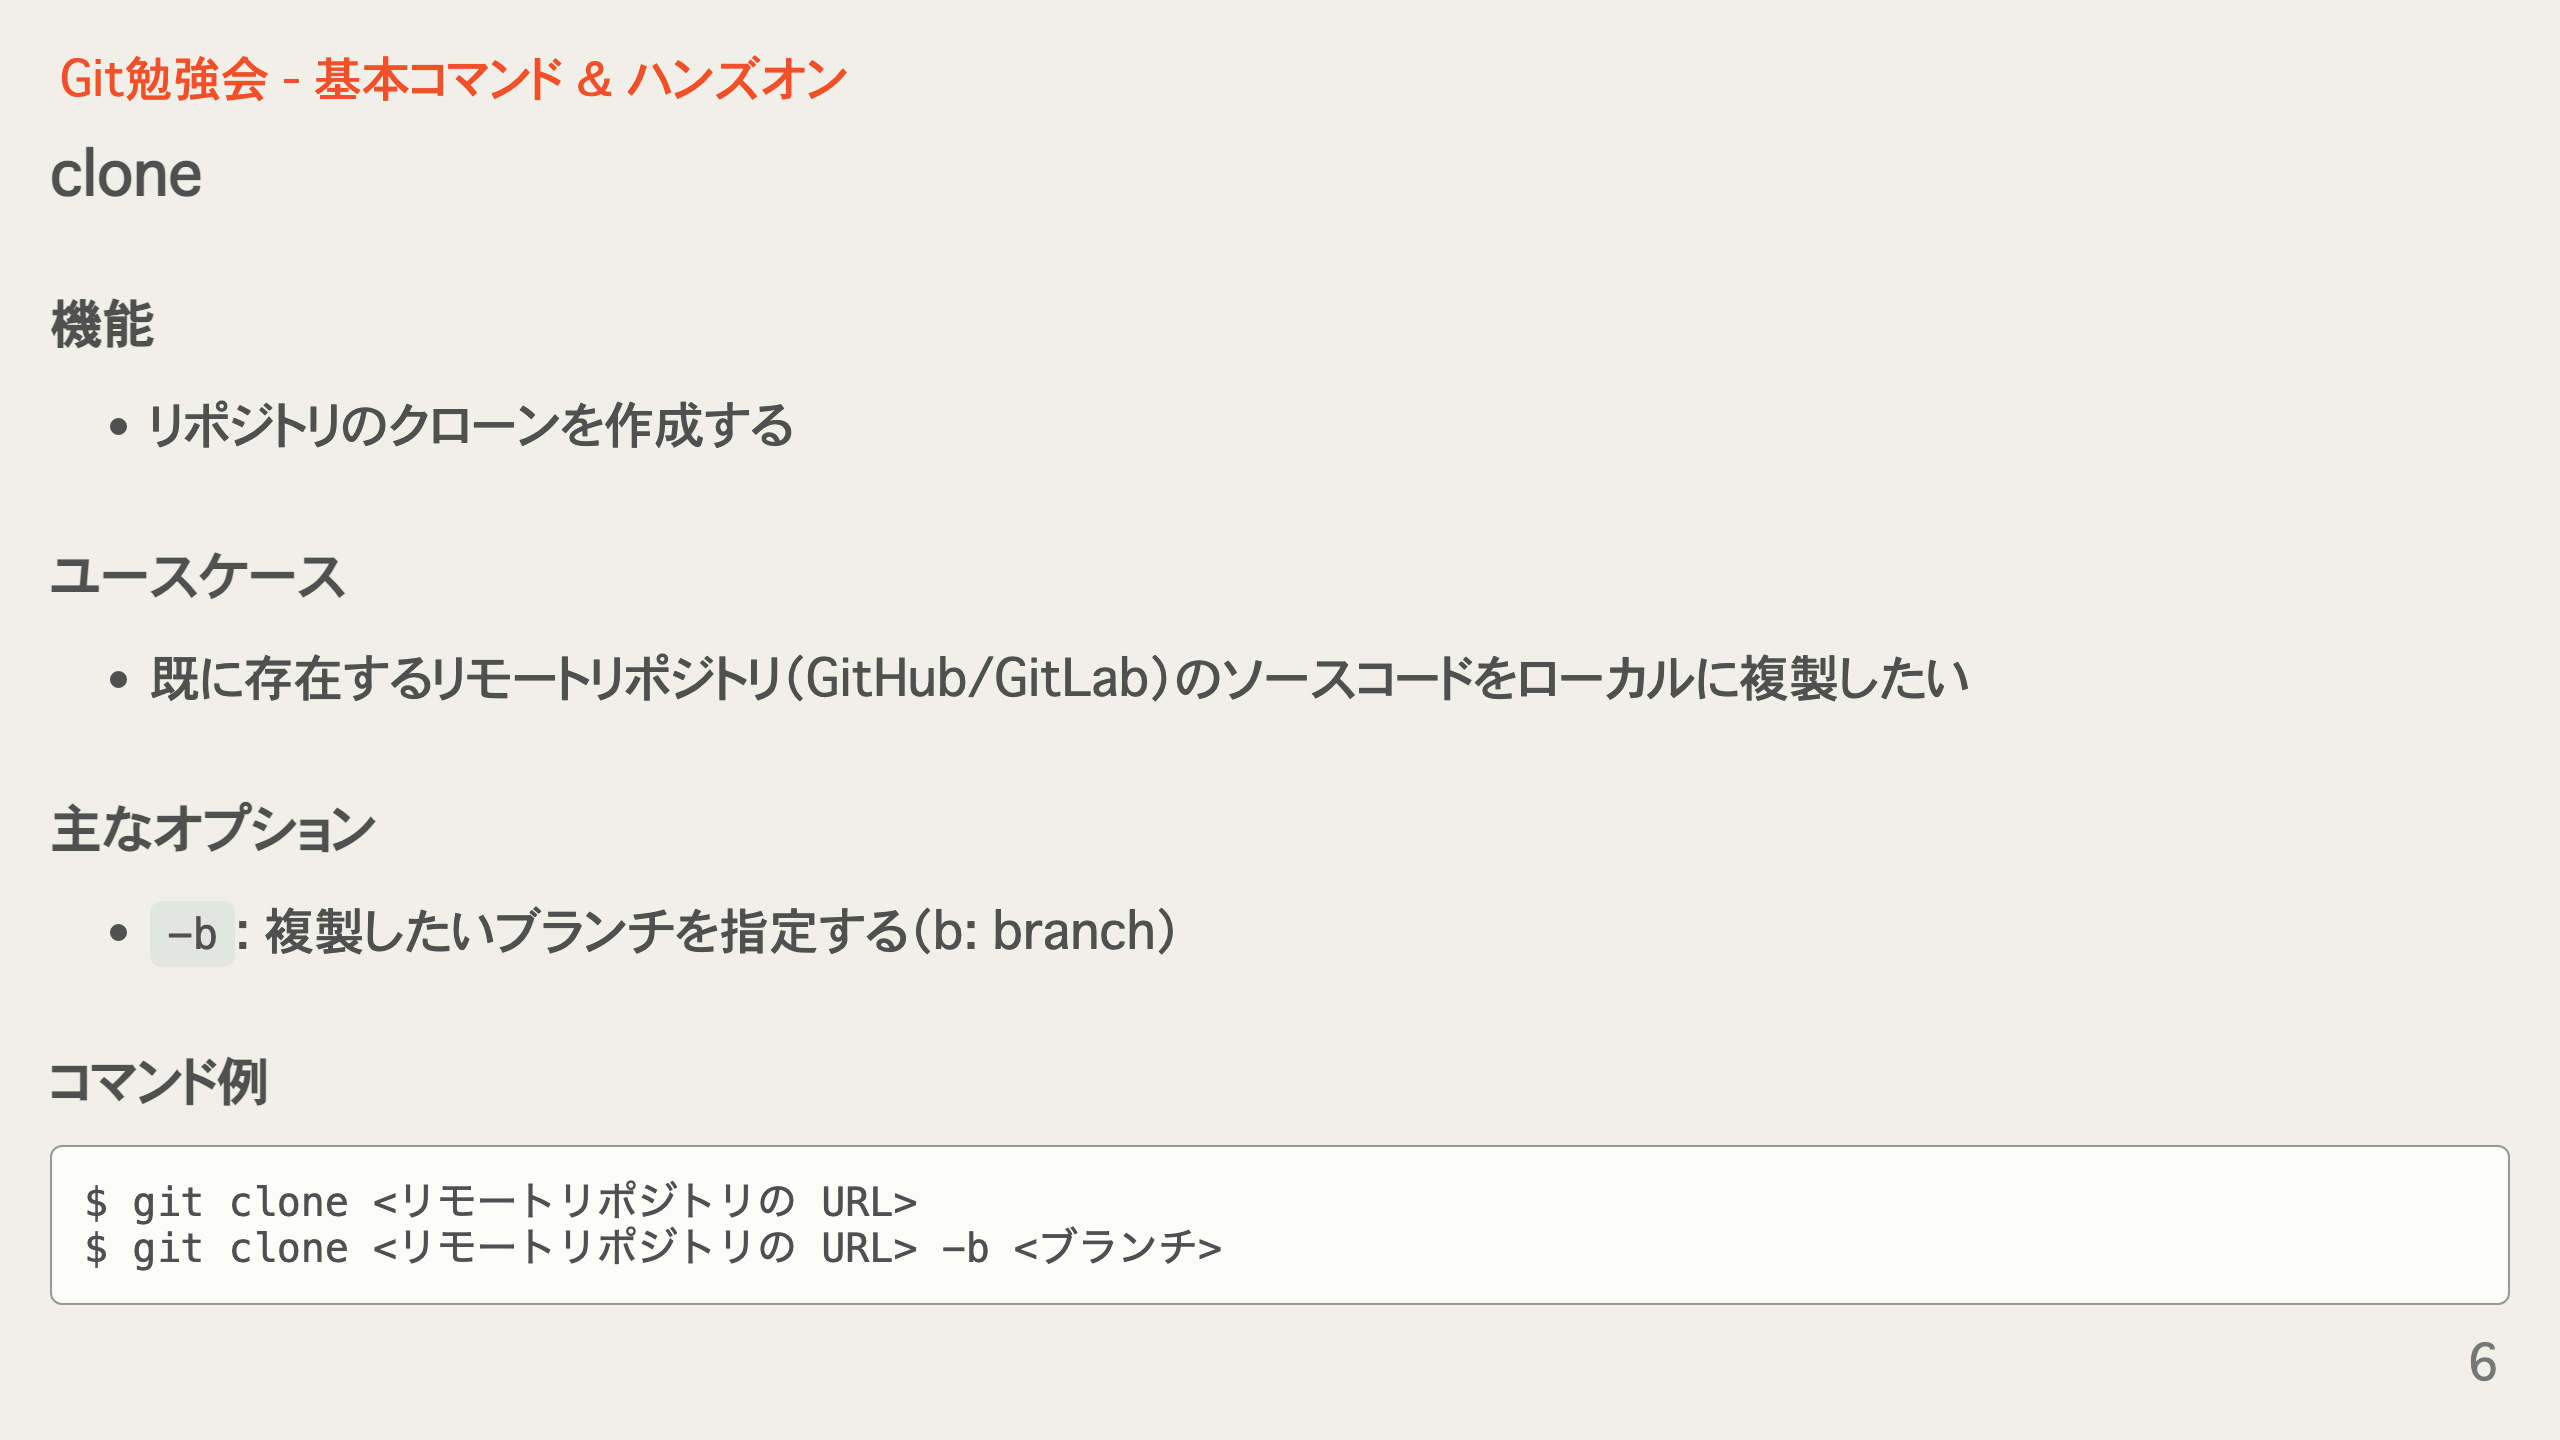 Git勉強会 - 基本コマンド & ハンズオン
clone
機能
• リポジトリのクローンを作成する
ユースケース
• 既に存在するリモートリポジトリ(GitHub/GitLab)のソースコードをローカルに複製したい
主なオプション
• -b: 複製したいブランチを指定する(b: branch)
コマンド例
$ git clone <リモートリポジトリの URL>
$ git clone <リモートリポジトリの URL> -b <ブランチ>
6